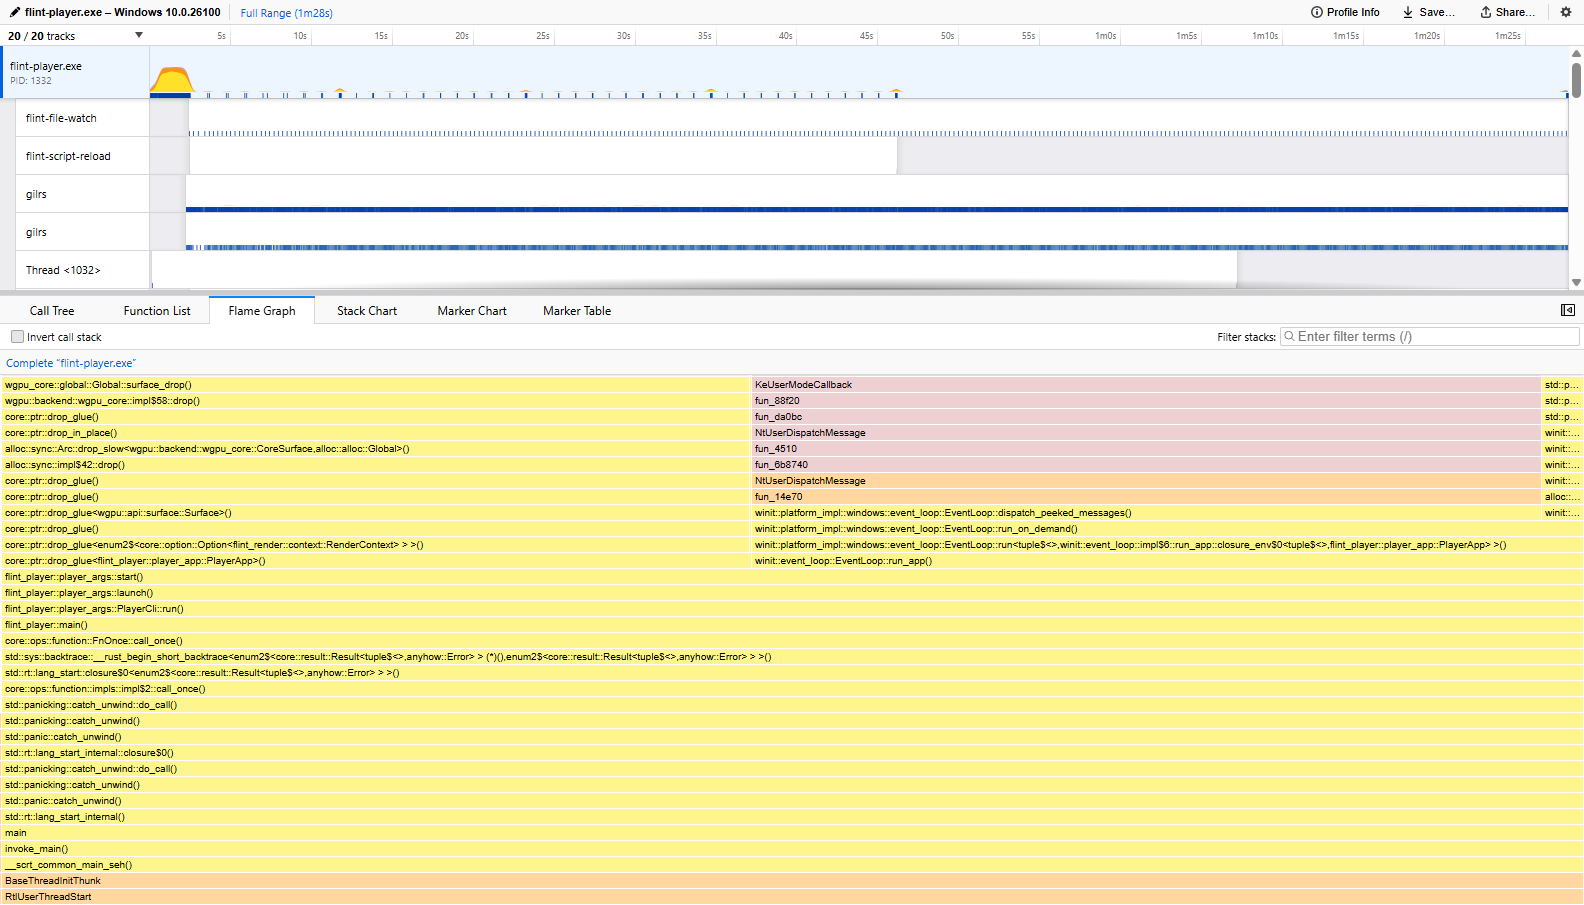 flint-player.exe – Windows 10.0.26100
Full Range (1m28s)
Profile Info
Save…
Share…
20 / 20 tracks
5s 10s 15s 20s 25s 30s 35s 40s 45s 50s 55s 1m0s 1m5s 1m10s 1m15s 1m20s 1m25s
flint-player.exe
PID: 1332
flint-file-watch
flint-script-reload
gilrs
gilrs
Thread <1032>
Call Tree Function List Flame Graph Stack Chart Marker Chart Marker Table
Invert call stack
Filter stacks: Enter filter terms (/)
Complete "flint-player.exe"
wgpu_core::global::Global::surface_drop() KeUserModeCallback std::p…
wgpu::backend::wgpu_core::impl$58::drop() fun_88f20 std::p…
core::ptr::drop_glue() fun_da0bc std::p…
core::ptr::drop_in_place() NtUserDispatchMessage winit::…
alloc::sync::Arc::drop_slow<wgpu::backend::wgpu_core::CoreSurface,alloc::alloc::Global>() fun_4510 winit::…
alloc::sync::impl$42::drop() fun_6b8740 winit::…
core::ptr::drop_glue() NtUserDispatchMessage winit::…
core::ptr::drop_glue() fun_14e70 alloc::…
core::ptr::drop_glue<wgpu::api::surface::Surface>() winit::platform_impl::windows::event_loop::EventLoop::dispatch_peeked_messages() winit::…
core::ptr::drop_glue() winit::platform_impl::windows::event_loop::EventLoop::run_on_demand()
core::ptr::drop_glue<enum2$<core::option::Option<flint_render::context::RenderContext> > >() winit::platform_impl::windows::event_loop::EventLoop::run<tuple$<>,winit::event_loop::impl$6::run_app::closure_env$0<tuple$<>,flint_player::player_app::PlayerApp> >()
core::ptr::drop_glue<flint_player::player_app::PlayerApp>() winit::event_loop::EventLoop::run_app()
flint_player::player_args::start()
flint_player::player_args::launch()
flint_player::player_args::PlayerCli::run()
flint_player::main()
core::ops::function::FnOnce::call_once()
std::sys::backtrace::__rust_begin_short_backtrace<enum2$<core::result::Result<tuple$<>,anyhow::Error> > (*)(),enum2$<core::result::Result<tuple$<>,anyhow::Error> > >()
std::rt::lang_start::closure$0<enum2$<core::result::Result<tuple$<>,anyhow::Error> > >()
core::ops::function::impls::impl$2::call_once()
std::panicking::catch_unwind::do_call()
std::panicking::catch_unwind()
std::panic::catch_unwind()
std::rt::lang_start_internal::closure$0()
std::panicking::catch_unwind::do_call()
std::panicking::catch_unwind()
std::panic::catch_unwind()
std::rt::lang_start_internal()
main
invoke_main()
__scrt_common_main_seh()
BaseThreadInitThunk
RtlUserThreadStart